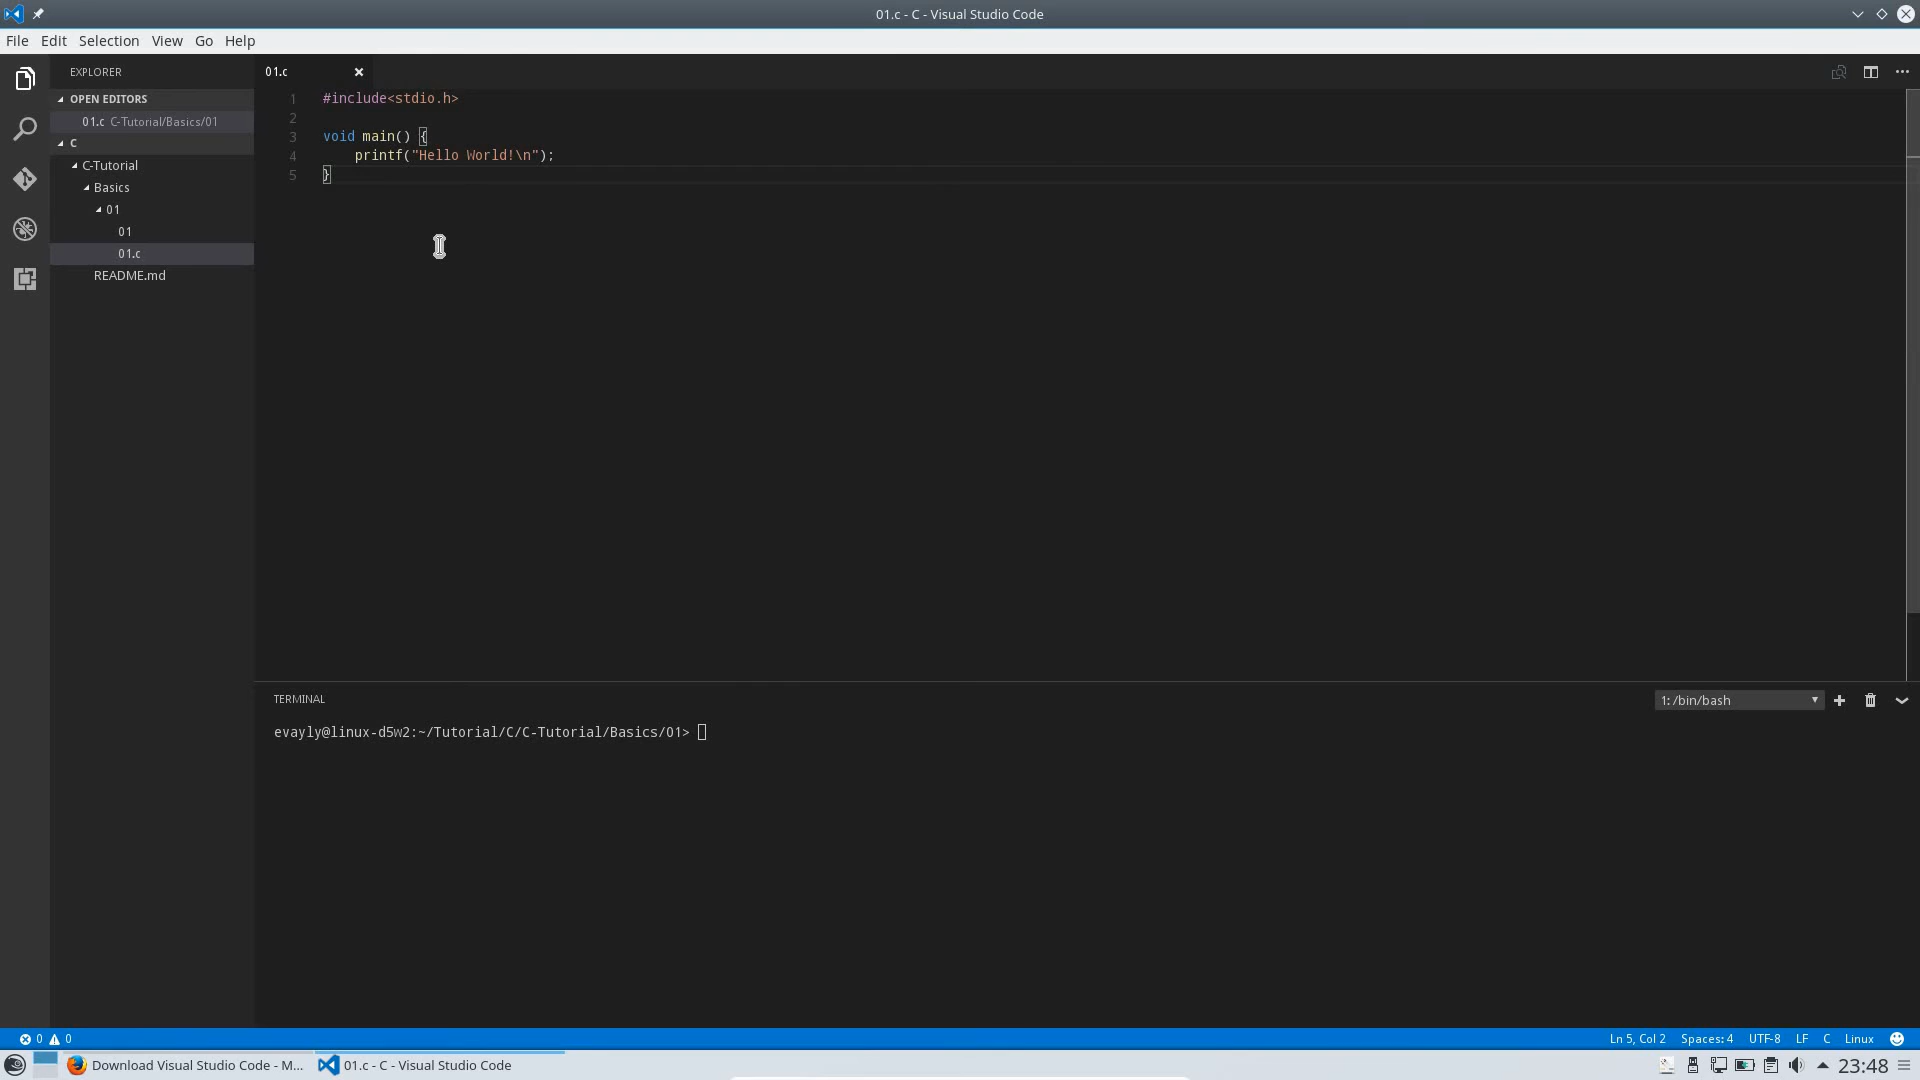 01.c - C - Visual Studio Code
File Edit Selection View Go Help
EXPLORER
OPEN EDITORS
01.c C-Tutorial/Basics/01
C
C-Tutorial
Basics
01
01
01.c
README.md
01.c
1 #include<stdio.h>
2
3 void main() {
4 printf("Hello World!\n");
5 }
TERMINAL
1: /bin/bash
evayly@linux-d5w2:~/Tutorial/C/C-Tutorial/Basics/01>
0 0
Ln 5, Col 2 Spaces: 4 UTF-8 LF C Linux
Download Visual Studio Code - M... 01.c - C - Visual Studio Code 23:48